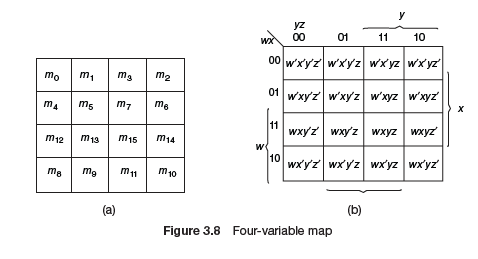 m0 m1 m3 m2
m4 m5 m7 m6
m12 m13 m15 m14
m8 m9 m11 m10
(a)
y
yz
wx 00 01 11 10
00 w'x'y'z' w'x'y'z w'x'yz w'x'yz'
01 w'xy'z' w'xy'z w'xyz w'xyz'
x
11 wxy'z' wxy'z wxyz wxyz'
w
10 wx'y'z' wx'y'z wx'yz wx'yz'
(b)
Figure 3.8 Four-variable map